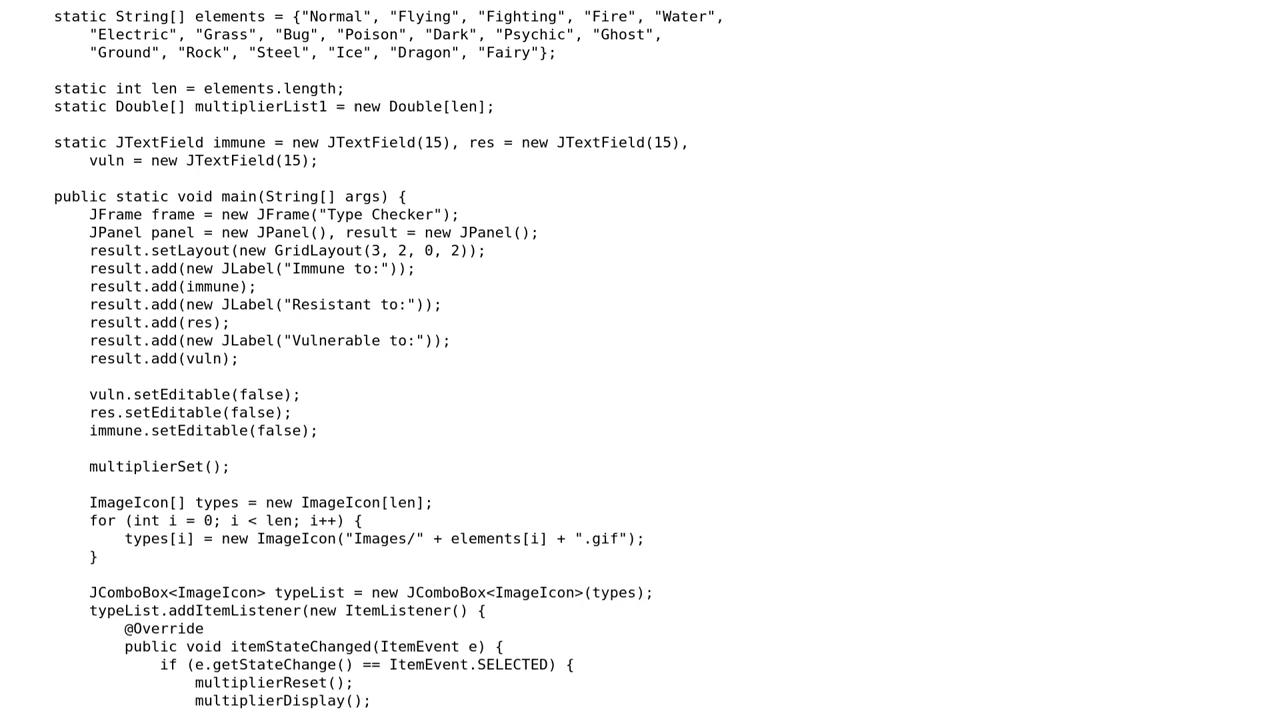 static String[] elements = {"Normal", "Flying", "Fighting", "Fire", "Water",
    "Electric", "Grass", "Bug", "Poison", "Dark", "Psychic", "Ghost",
    "Ground", "Rock", "Steel", "Ice", "Dragon", "Fairy"};

static int len = elements.length;
static Double[] multiplierList1 = new Double[len];

static JTextField immune = new JTextField(15), res = new JTextField(15),
    vuln = new JTextField(15);

public static void main(String[] args) {
    JFrame frame = new JFrame("Type Checker");
    JPanel panel = new JPanel(), result = new JPanel();
    result.setLayout(new GridLayout(3, 2, 0, 2));
    result.add(new JLabel("Immune to:"));
    result.add(immune);
    result.add(new JLabel("Resistant to:"));
    result.add(res);
    result.add(new JLabel("Vulnerable to:"));
    result.add(vuln);

    vuln.setEditable(false);
    res.setEditable(false);
    immune.setEditable(false);

    multiplierSet();

    ImageIcon[] types = new ImageIcon[len];
    for (int i = 0; i < len; i++) {
        types[i] = new ImageIcon("Images/" + elements[i] + ".gif");
    }

    JComboBox<ImageIcon> typeList = new JComboBox<ImageIcon>(types);
    typeList.addItemListener(new ItemListener() {
        @Override
        public void itemStateChanged(ItemEvent e) {
            if (e.getStateChange() == ItemEvent.SELECTED) {
                multiplierReset();
                multiplierDisplay();